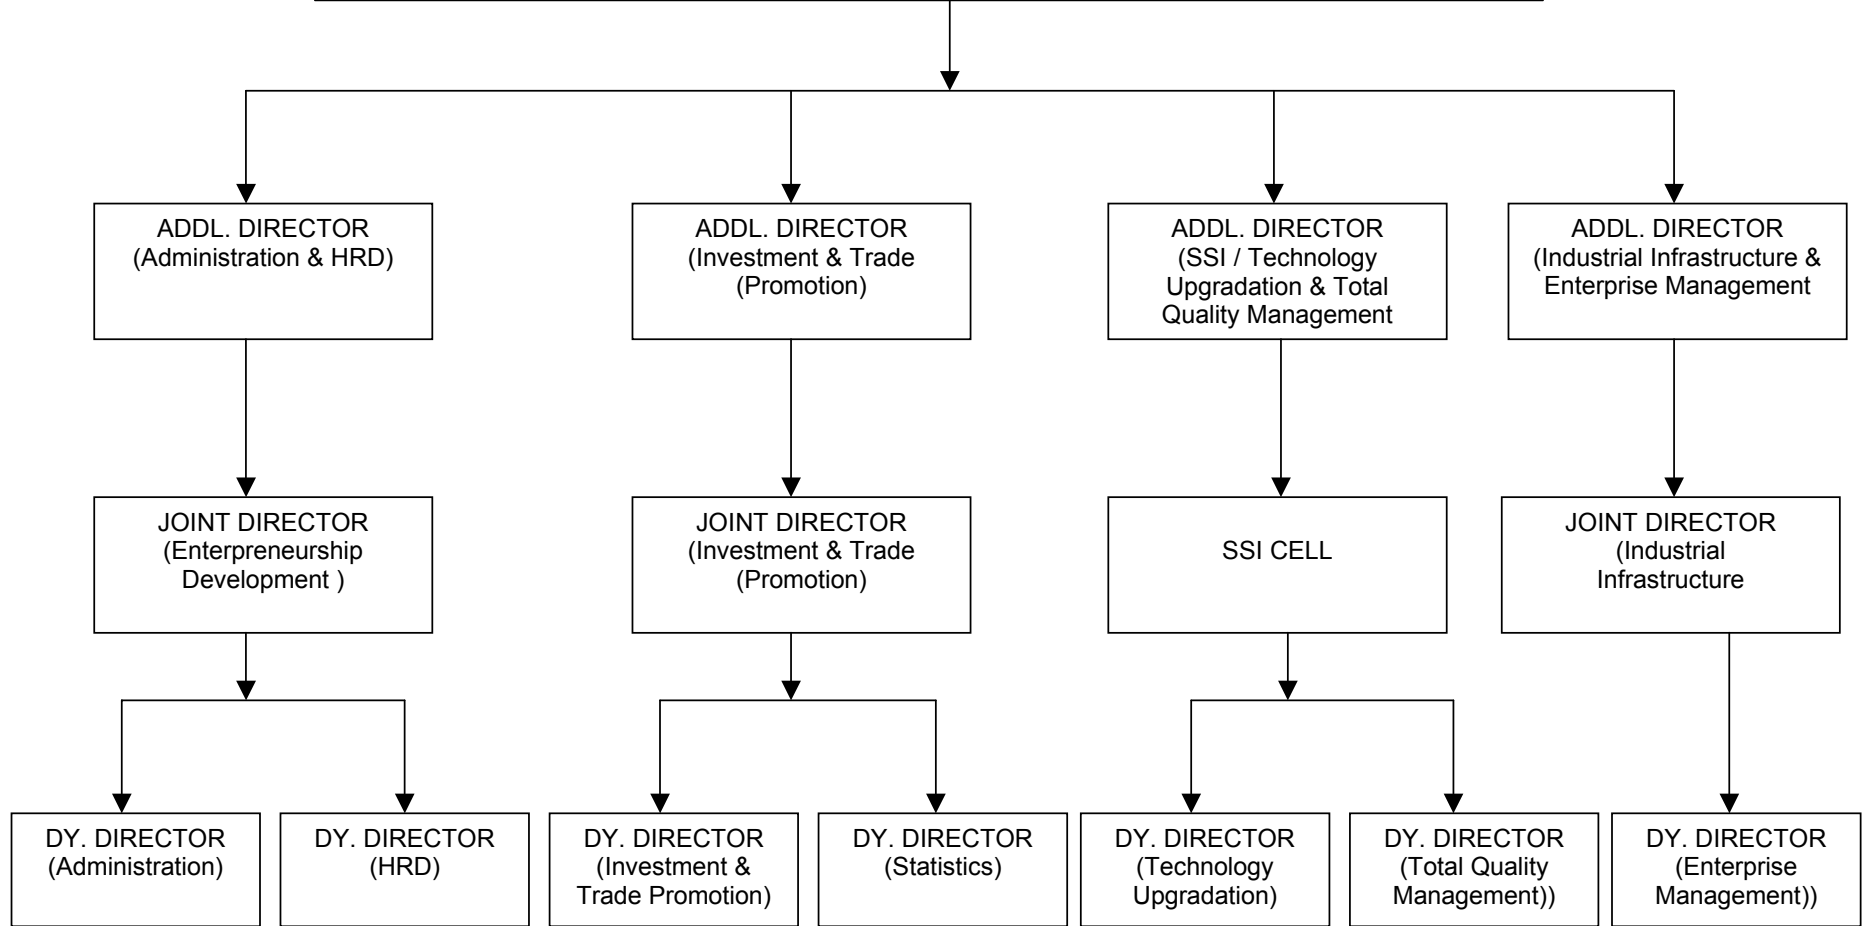 ADDL. DIRECTOR
(Administration & HRD)
ADDL. DIRECTOR
(Investment & Trade
(Promotion)
ADDL. DIRECTOR
(SSI / Technology
Upgradation & Total
Quality Management
ADDL. DIRECTOR
(Industrial Infrastructure &
Enterprise Management
JOINT DIRECTOR
(Enterpreneurship
Development )
JOINT DIRECTOR
(Investment & Trade
(Promotion)
SSI CELL
JOINT DIRECTOR
(Industrial
Infrastructure
DY. DIRECTOR
(Administration)
DY. DIRECTOR
(HRD)
DY. DIRECTOR
(Investment &
Trade Promotion)
DY. DIRECTOR
(Statistics)
DY. DIRECTOR
(Technology
Upgradation)
DY. DIRECTOR
(Total Quality
Management))
DY. DIRECTOR
(Enterprise
Management))